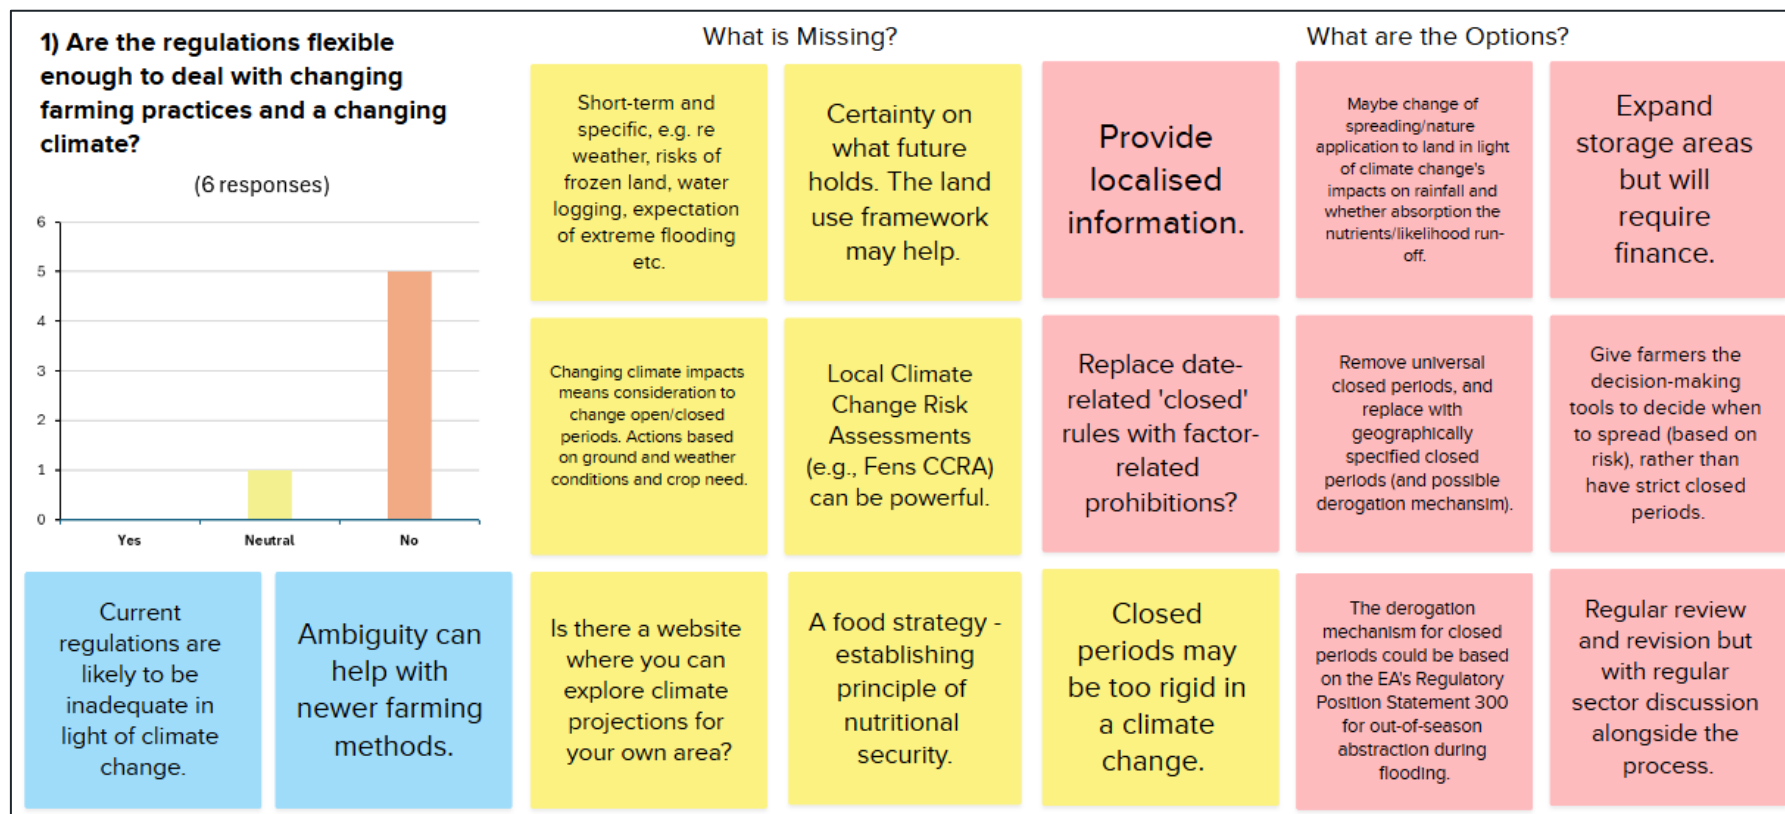 1) Are the regulations flexible
enough to deal with changing
farming practices and a changing
climate?
(6 responses)
6
5
4
3
2
1
0
Yes
Neutral
No
Current
regulations are
likely to be
inadequate in
light of climate
change.
Ambiguity can
help with
newer farming
methods.
What is Missing?
Short-term and
specific, e.g. re
weather, risks of
frozen land, water
logging, expectation
of extreme flooding
etc.
Certainty on
what future
holds. The land
use framework
may help.
Changing climate impacts
means consideration to
change open/closed
periods. Actions based
on ground and weather
conditions and crop need.
Local Climate
Change Risk
Assessments
(e.g., Fens CCRA)
can be powerful.
Is there a website
where you can
explore climate
projections for
your own area?
A food strategy -
establishing
principle of
nutritional
security.
Closed
periods may
be too rigid in
a climate
change.
What are the Options?
Provide
localised
information.
Maybe change of
spreading/nature
application to land in light
of climate change's
impacts on rainfall and
whether absorption the
nutrients/likelihood run-
off.
Expand
storage areas
but will
require
finance.
Replace date-
related 'closed'
rules with factor-
related
prohibitions?
Remove universal
closed periods, and
replace with
geographically
specified closed
periods (and possible
derogation mechansim).
Give farmers the
decision-making
tools to decide when
to spread (based on
risk), rather than
have strict closed
periods.
The derogation
mechanism for closed
periods could be based
on the EA's Regulatory
Position Statement 300
for out-of-season
abstraction during
flooding.
Regular review
and revision but
with regular
sector discussion
alongside the
process.